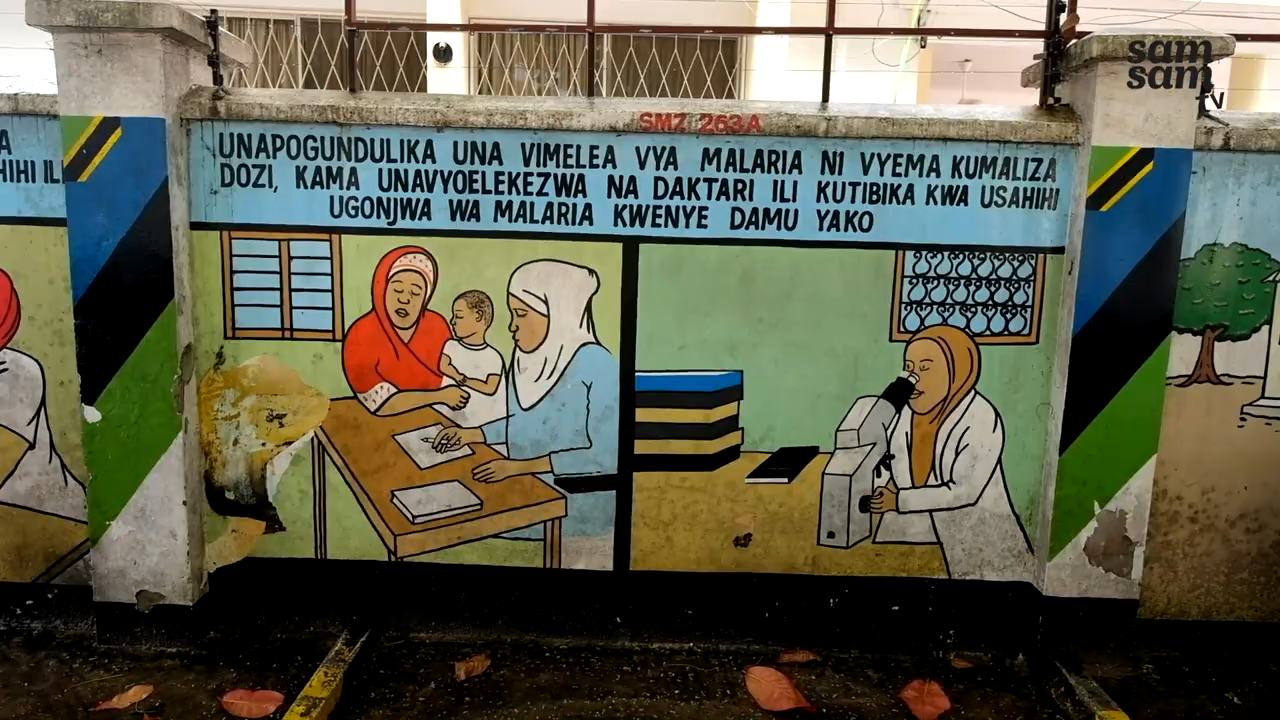 sam
sam
tv
SMZ 263A
UNAPOGUNDULIKA UNA VIMELEA VYA MALARIA NI VYEMA KUMALIZA
DOZI, KAMA UNAVYOELEKEZWA NA DAKTARI ILI KUTIBIKA KWA USAHIHI
UGONJWA WA MALARIA KWENYE DAMU YAKO